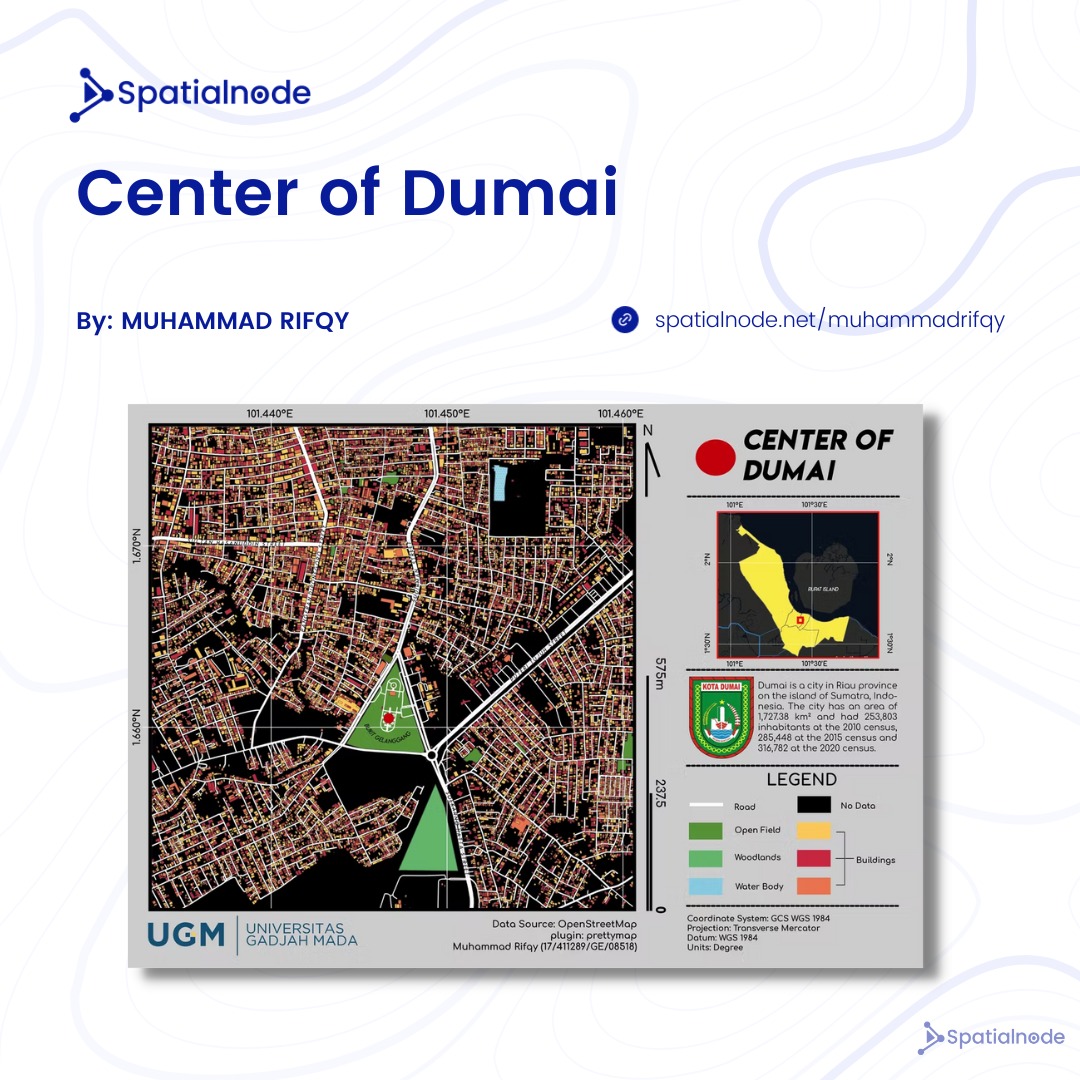 Spatialnode
Center of Dumai
By: MUHAMMAD RIFQY
spatialnode.net/muhammadrifqy
101.440°E
101.450°E
101.460°E
N
1.670°N
1.660°N
BUKIT GELANGGANG
575m
237,5
0
CENTER OF
DUMAI
101°E
101°30'E
2°N
2°N
RUPAT ISLAND
1°30'N
1°30'N
101°E
101°30'E
KOTA DUMAI
Dumai is a city in Riau province
on the island of Sumatra, Indo-
nesia. The city has an area of
1,727.38 km² and had 253,803
inhabitants at the 2010 census,
285,448 at the 2015 census and
316,782 at the 2020 census.
LEGEND
Road
No Data
Open Field
Woodlands
Buildings
Water Body
Coordinate System: GCS WGS 1984
Projection: Transverse Mercator
Datum: WGS 1984
Units: Degree
UGM
UNIVERSITAS
GADJAH MADA
Data Source: OpenStreetMap
plugin: prettymap
Muhammad Rifqy (17/411289/GE/08518)
Spatialnode